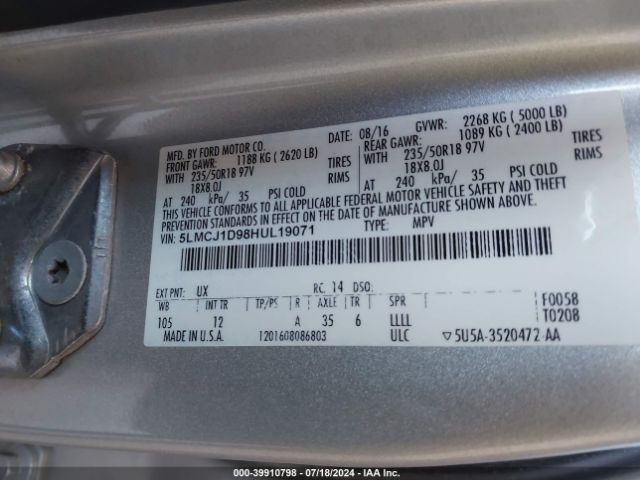 MFD. BY FORD MOTOR CO. DATE: 08/16 GVWR: 2268 KG ( 5000 LB)
FRONT GAWR: 1188 KG ( 2620 LB) REAR GAWR: 1089 KG ( 2400 LB)
WITH 235/50R18 97V TIRES WITH 235/50R18 97V TIRES
18X8.0J RIMS 18X8.0J RIMS
AT 240 kPa/ 35 PSI COLD AT 240 kPa/ 35 PSI COLD
THIS VEHICLE CONFORMS TO ALL APPLICABLE FEDERAL MOTOR VEHICLE SAFETY AND THEFT
PREVENTION STANDARDS IN EFFECT ON THE DATE OF MANUFACTURE SHOWN ABOVE.
VIN: 5LMCJ1D98HUL19071 TYPE: MPV
EXT PNT: UX RC: 14 DSO: F0058
WB INT TR TP/PS R AXLE TR SPR T0208
105 12 A 35 6 LLLL
MADE IN U.S.A. 1201608086803 ULC ▽5U5A-3520472 AA
000-39910798 - 07/18/2024 - IAA Inc.